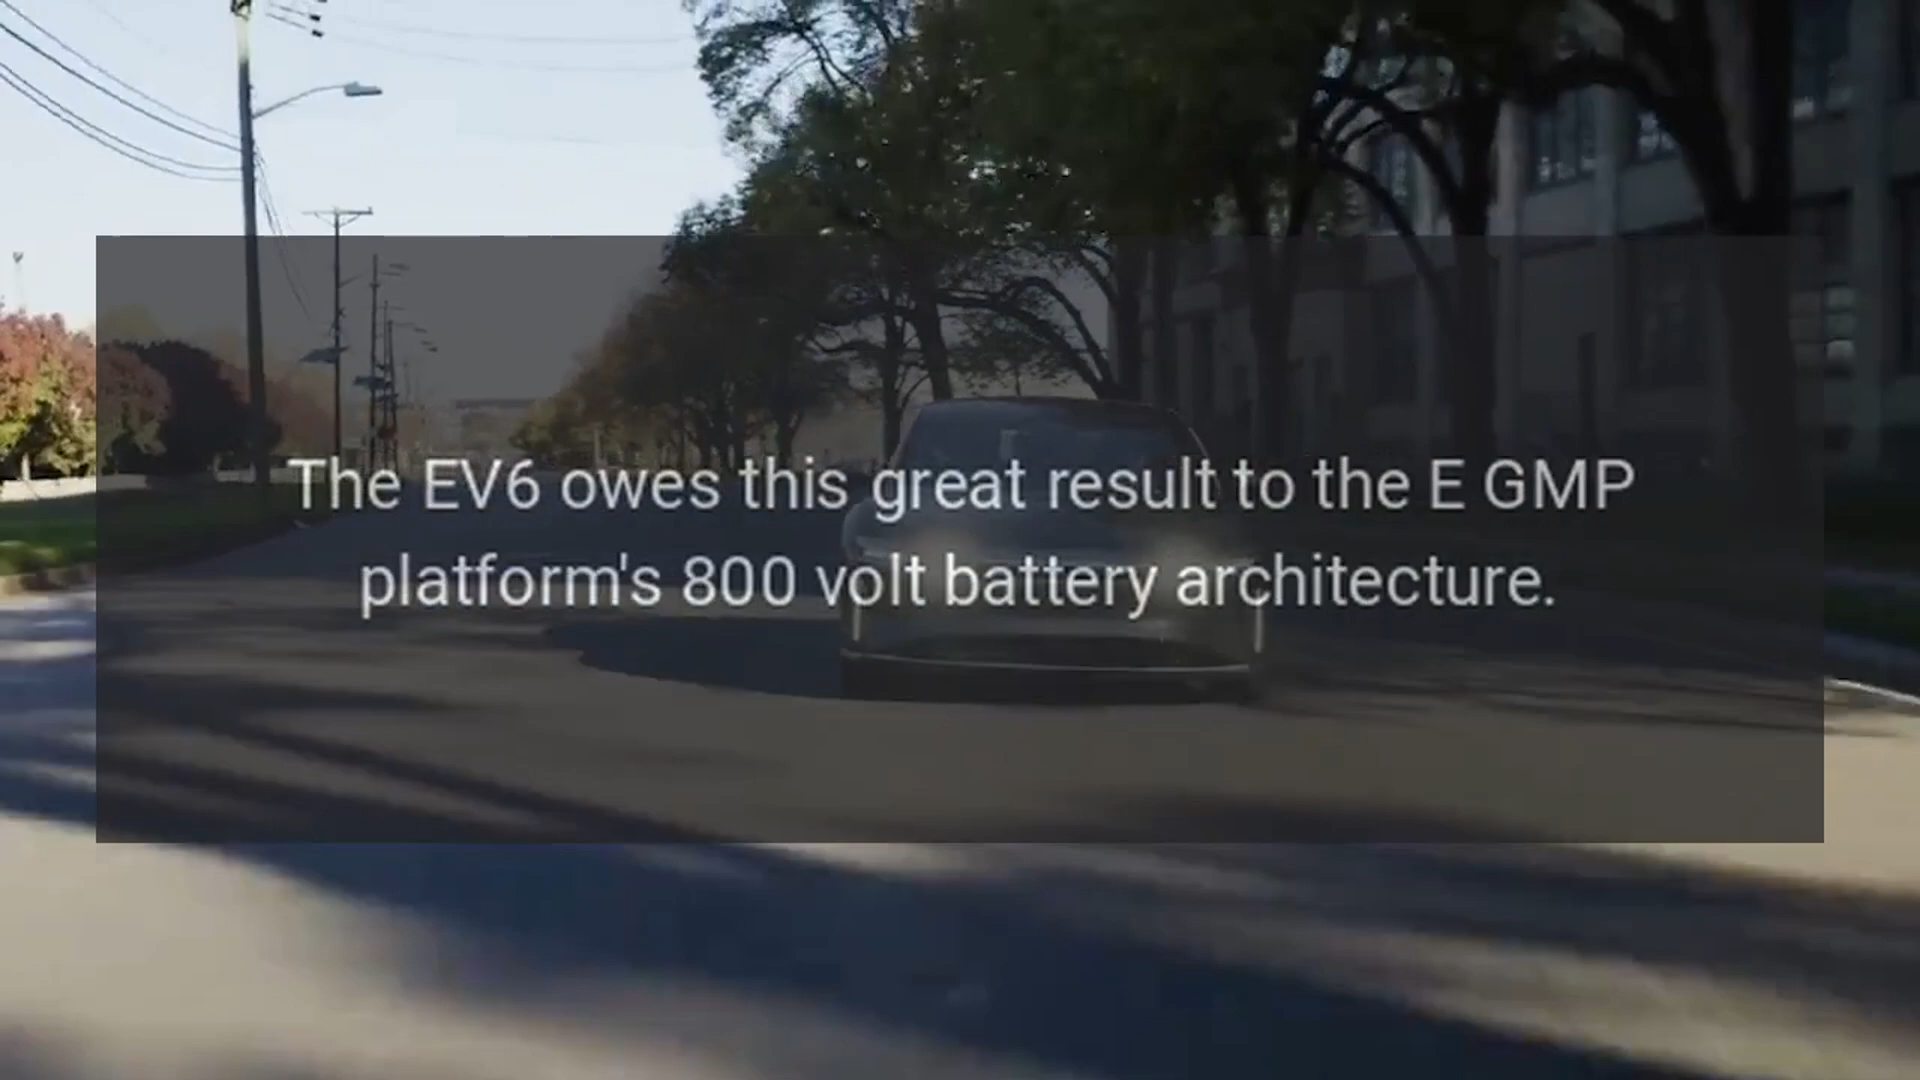 The EV6 owes this great result to the E GMP
platform's 800 volt battery architecture.